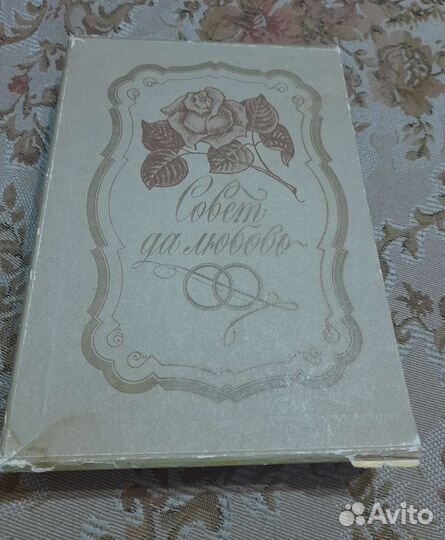 Совет
да любовь
Avito